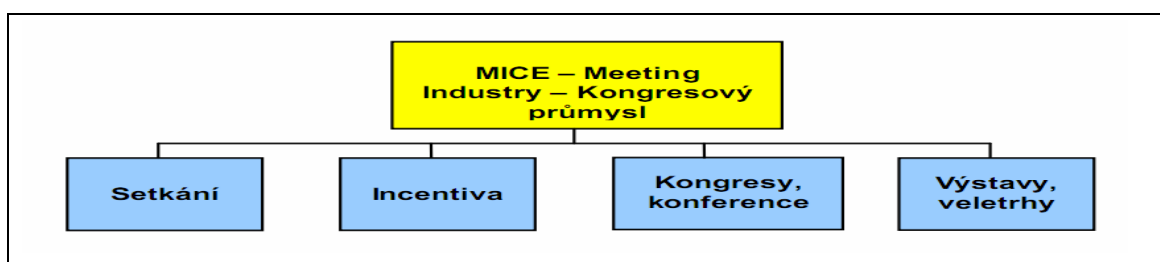 MICE – Meeting
Industry – Kongresový
průmysl
Setkání
Incentiva
Kongresy,
konference
Výstavy,
veletrhy